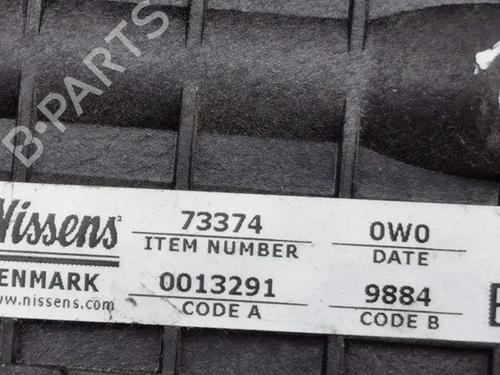 B-PARTS
Nissens
73374
0W0
ITEM NUMBER
DATE
ENMARK
0013291
9884
www.nissens.com
CODE A
CODE B